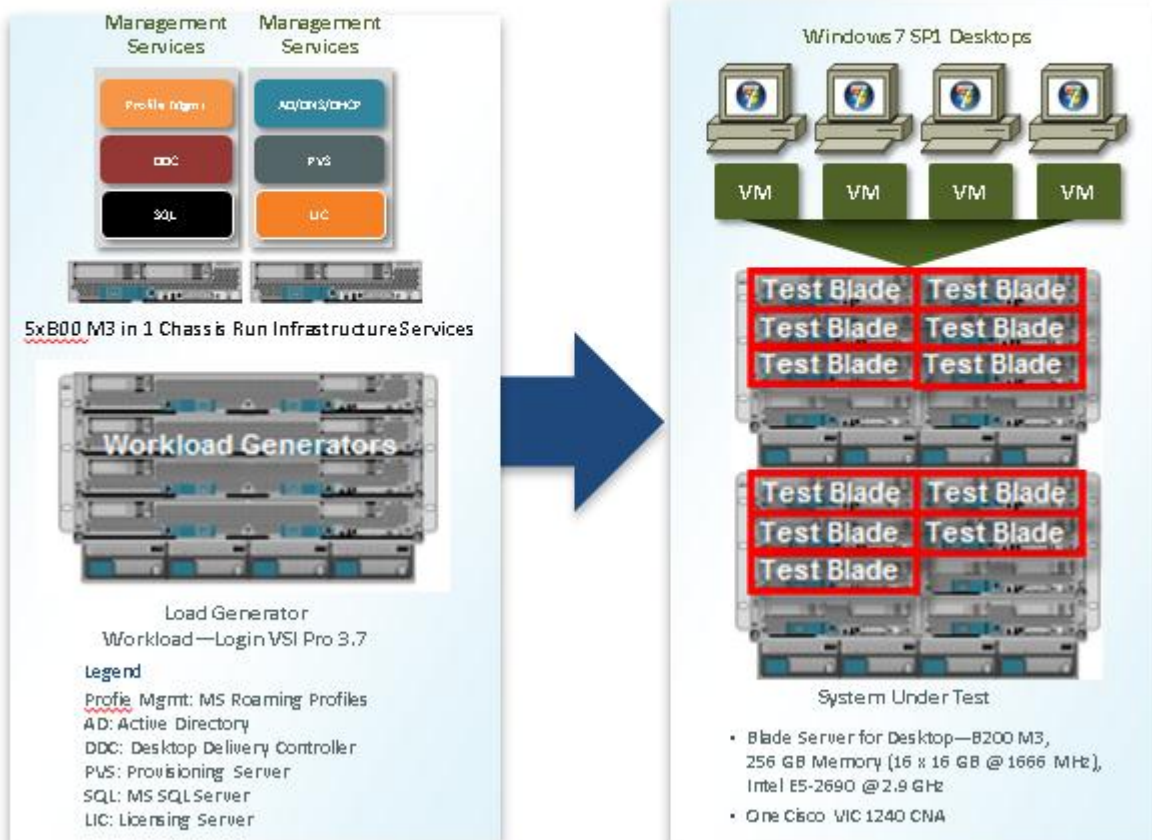 Management
Services
Management
Services
Profile Mgmt
AD/DNS/DHCP
DDC
PVS
SQL
LIC
5xB00 M3 in 1 Chassis Run Infrastructure Services
Workload Generators
Load Generator
Workload—Login VSI Pro 3.7
Legend
Profie Mgmt: MS Roaming Profiles
AD: Active Directory
DDC: Desktop Delivery Controller
PVS: Provisioning Server
SQL: MS SQL Server
LIC: Licensing Server
Windows 7 SP1 Desktops
VM VM VM VM
Test Blade Test Blade
Test Blade Test Blade
Test Blade Test Blade
Test Blade Test Blade
Test Blade Test Blade
Test Blade
System Under Test
• Blade Server for Desktop—B200 M3,
256 GB Memory (16 x 16 GB @ 1666 MHz),
Intel E5-2690 @ 2.9 GHz
• One Cisco VIC 1240 CNA